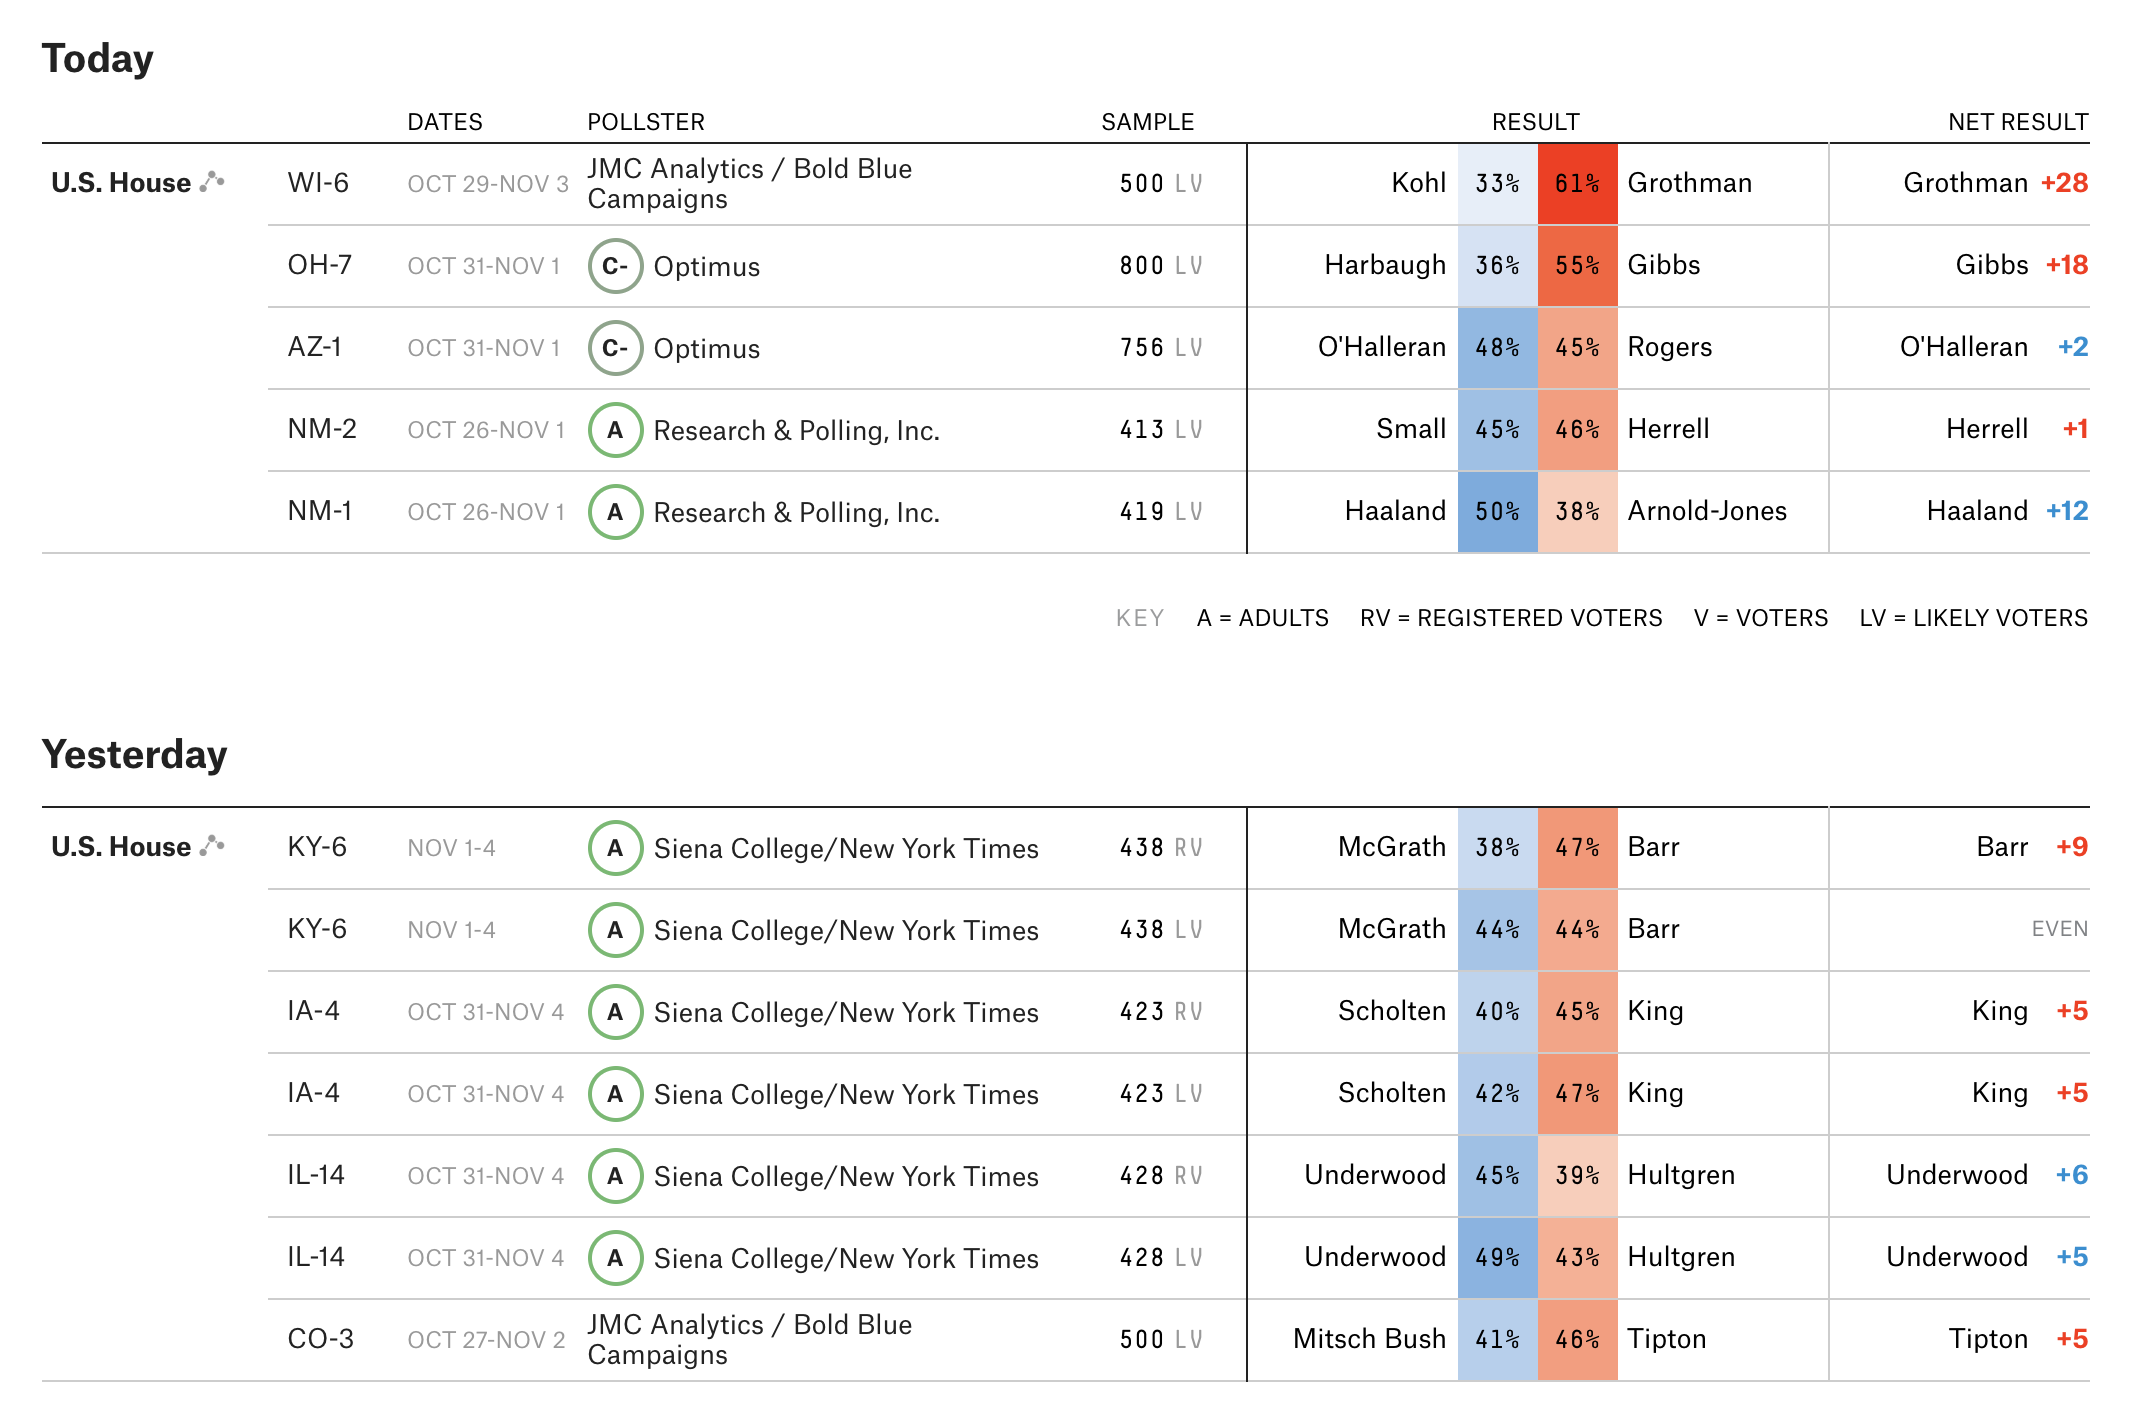 Today
DATES POLLSTER SAMPLE RESULT NET RESULT
U.S. House WI-6 OCT 29-NOV 3 JMC Analytics / Bold Blue Campaigns 500 LV Kohl 33% 61% Grothman Grothman +28
OH-7 OCT 31-NOV 1 C- Optimus 800 LV Harbaugh 36% 55% Gibbs Gibbs +18
AZ-1 OCT 31-NOV 1 C- Optimus 756 LV O'Halleran 48% 45% Rogers O'Halleran +2
NM-2 OCT 26-NOV 1 A Research & Polling, Inc. 413 LV Small 45% 46% Herrell Herrell +1
NM-1 OCT 26-NOV 1 A Research & Polling, Inc. 419 LV Haaland 50% 38% Arnold-Jones Haaland +12
KEY A = ADULTS RV = REGISTERED VOTERS V = VOTERS LV = LIKELY VOTERS
Yesterday
U.S. House KY-6 NOV 1-4 A Siena College/New York Times 438 RV McGrath 38% 47% Barr Barr +9
KY-6 NOV 1-4 A Siena College/New York Times 438 LV McGrath 44% 44% Barr EVEN
IA-4 OCT 31-NOV 4 A Siena College/New York Times 423 RV Scholten 40% 45% King King +5
IA-4 OCT 31-NOV 4 A Siena College/New York Times 423 LV Scholten 42% 47% King King +5
IL-14 OCT 31-NOV 4 A Siena College/New York Times 428 RV Underwood 45% 39% Hultgren Underwood +6
IL-14 OCT 31-NOV 4 A Siena College/New York Times 428 LV Underwood 49% 43% Hultgren Underwood +5
CO-3 OCT 27-NOV 2 JMC Analytics / Bold Blue Campaigns 500 LV Mitsch Bush 41% 46% Tipton Tipton +5